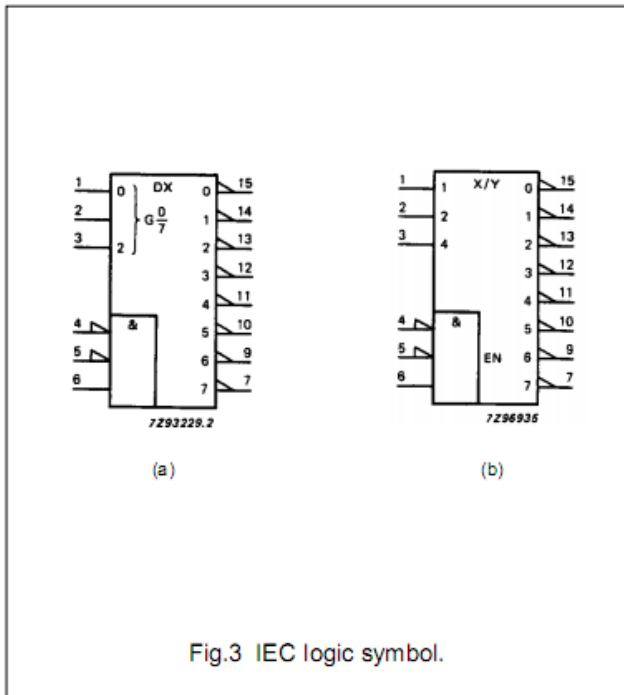 DX
1 0 0 15
2 G 0/7 1 14
3 2 2 13
3 12
4 11
4 & 5 10
5 6 9
6 7 7
7Z93229.2
(a)
X/Y
1 1 0 15
2 2 1 14
3 4 2 13
3 12
4 11
4 & 5 10
5 EN 6 9
6 7 7
7Z96935
(b)
Fig.3 IEC logic symbol.